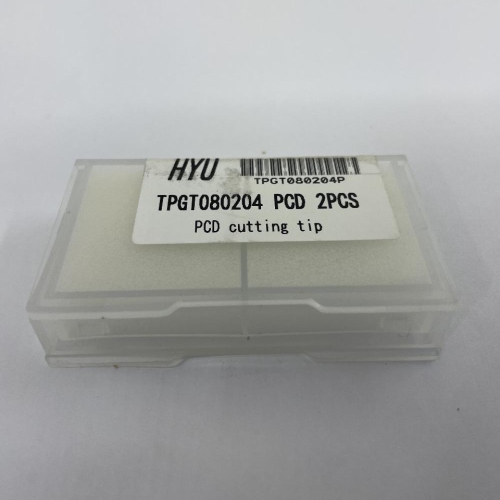 HYU
TPGT080204P
TPGT080204 PCD 2PCS
PCD cutting tip